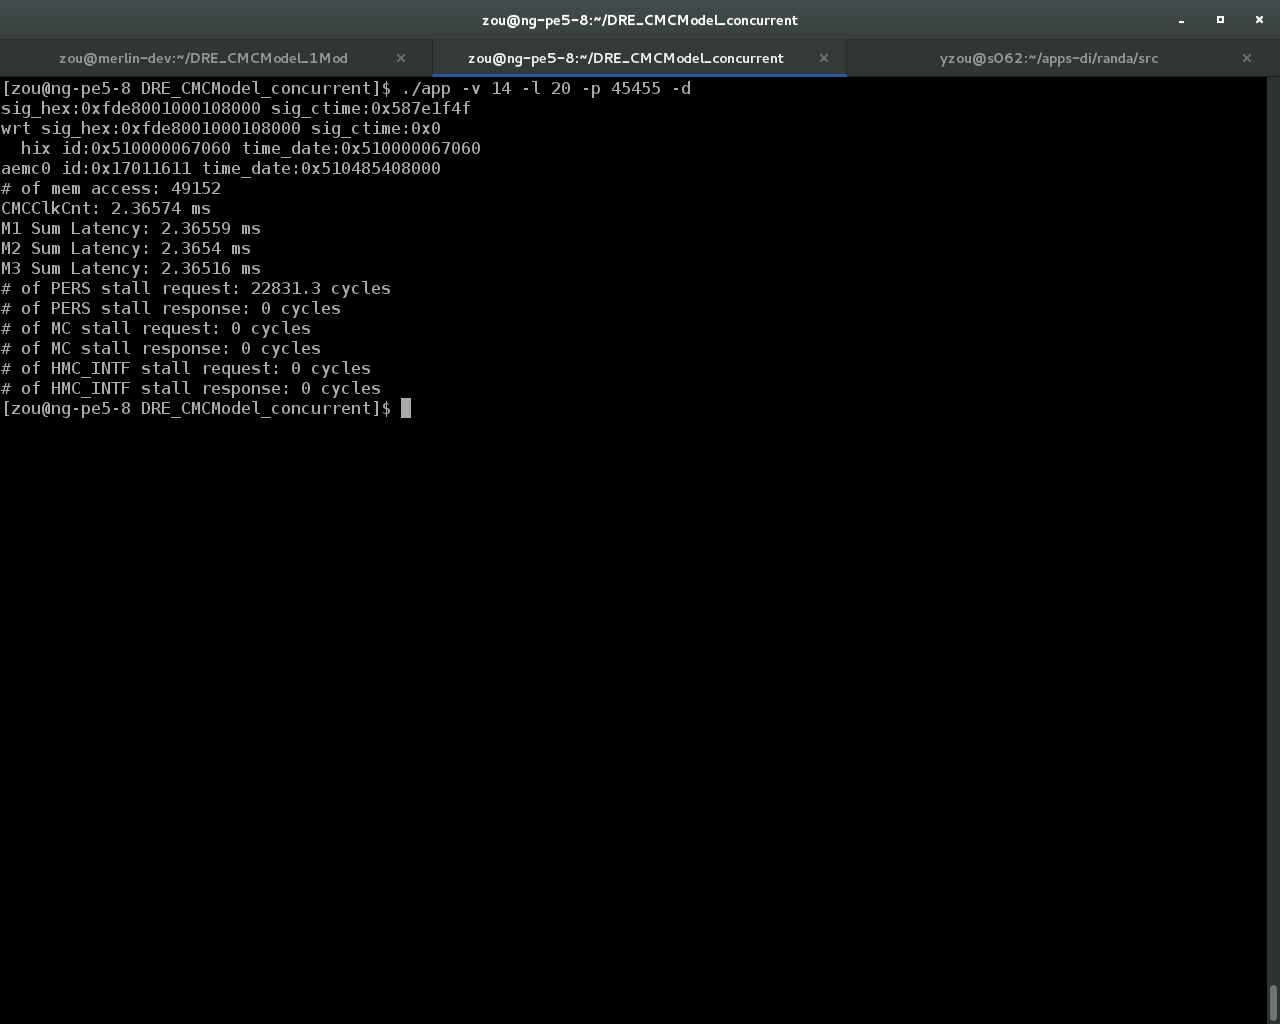 zou@ng-pe5-8:~/DRE_CMCModel_concurrent
zou@merlin-dev:~/DRE_CMCModel_1Mod
zou@ng-pe5-8:~/DRE_CMCModel_concurrent
yzou@s062:~/apps-di/randa/src
[zou@ng-pe5-8 DRE_CMCModel_concurrent]$ ./app -v 14 -l 20 -p 45455 -d
sig_hex:0xfde8001000108000 sig_ctime:0x587e1f4f
wrt sig_hex:0xfde8001000108000 sig_ctime:0x0
  hix id:0x510000067060 time_date:0x510000067060
aemc0 id:0x17011611 time_date:0x510485408000
# of mem access: 49152
CMCClkCnt: 2.36574 ms
M1 Sum Latency: 2.36559 ms
M2 Sum Latency: 2.3654 ms
M3 Sum Latency: 2.36516 ms
# of PERS stall request: 22831.3 cycles
# of PERS stall response: 0 cycles
# of MC stall request: 0 cycles
# of MC stall response: 0 cycles
# of HMC_INTF stall request: 0 cycles
# of HMC_INTF stall response: 0 cycles
[zou@ng-pe5-8 DRE_CMCModel_concurrent]$